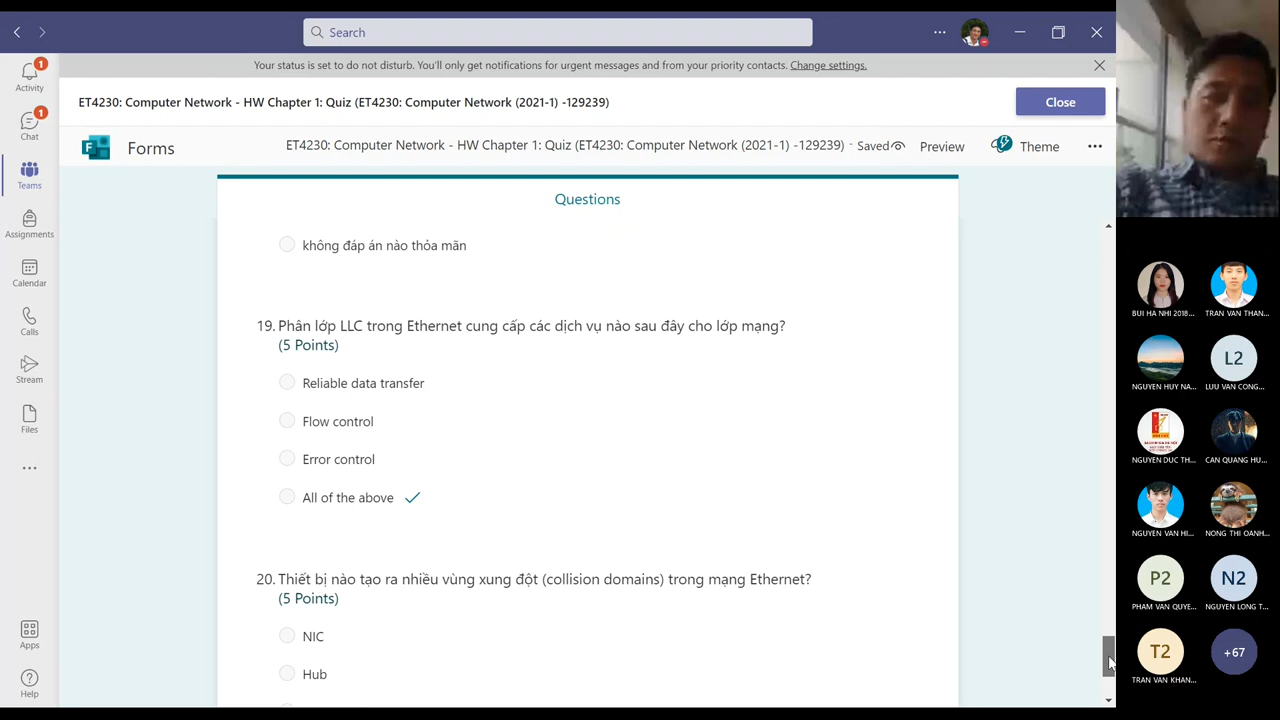 Search
Your status is set to do not disturb. You'll only get notifications for urgent messages and from your priority contacts. Change settings.
Activity
Chat
Teams
Assignments
Calendar
Calls
Stream
Files
Apps
Help
1
1
ET4230: Computer Network - HW Chapter 1: Quiz (ET4230: Computer Network (2021-1) -129239)
Close
F
Forms
ET4230: Computer Network - HW Chapter 1: Quiz (ET4230: Computer Network (2021-1) -129239) - Saved
Preview
Theme
Questions
không đáp án nào thỏa mãn
19. Phân lớp LLC trong Ethernet cung cấp các dịch vụ nào sau đây cho lớp mạng?
(5 Points)
Reliable data transfer
Flow control
Error control
All of the above
20. Thiết bị nào tạo ra nhiều vùng xung đột (collision domains) trong mạng Ethernet?
(5 Points)
NIC
Hub
BUI HA NHI 2018...
TRAN VAN THAN...
NGUYEN HUY NA...
L2
LUU VAN CONG...
NGUYEN DUC TH...
CAN QUANG HU...
NGUYEN VAN HI...
NONG THI OANH...
P2
PHAM VAN QUYE...
N2
NGUYEN LONG T...
T2
TRAN VAN KHAN...
+67